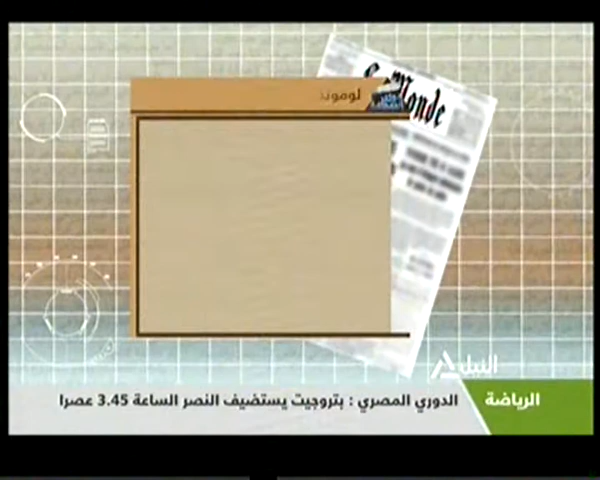 Le Monde
لوموند
النيل
الرياضة
الدوري المصري : بتروجيت يستضيف النصر الساعة 3.45 عصرا